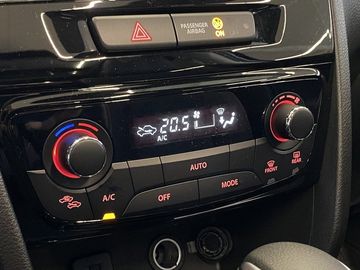 PASSENGER
AIRBAG
ON
20.5
A/C
AUTO
FRONT
REAR
A/C
OFF
MODE